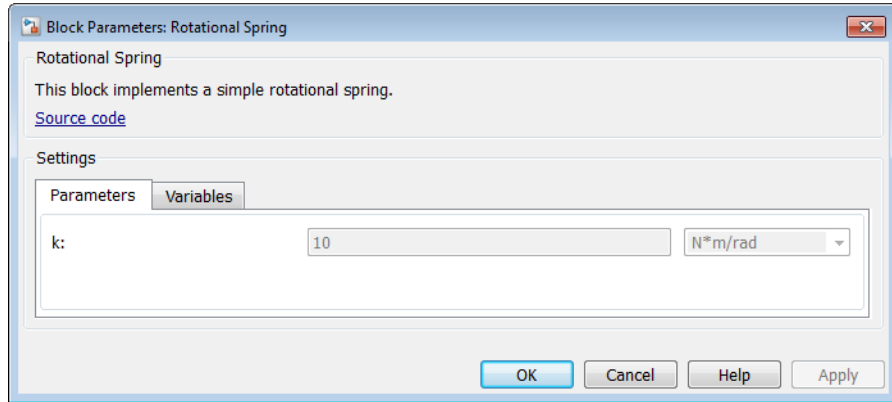 Block Parameters: Rotational Spring
Rotational Spring
This block implements a simple rotational spring.
Source code
Settings
Parameters Variables
k: 10 N*m/rad
OK Cancel Help Apply